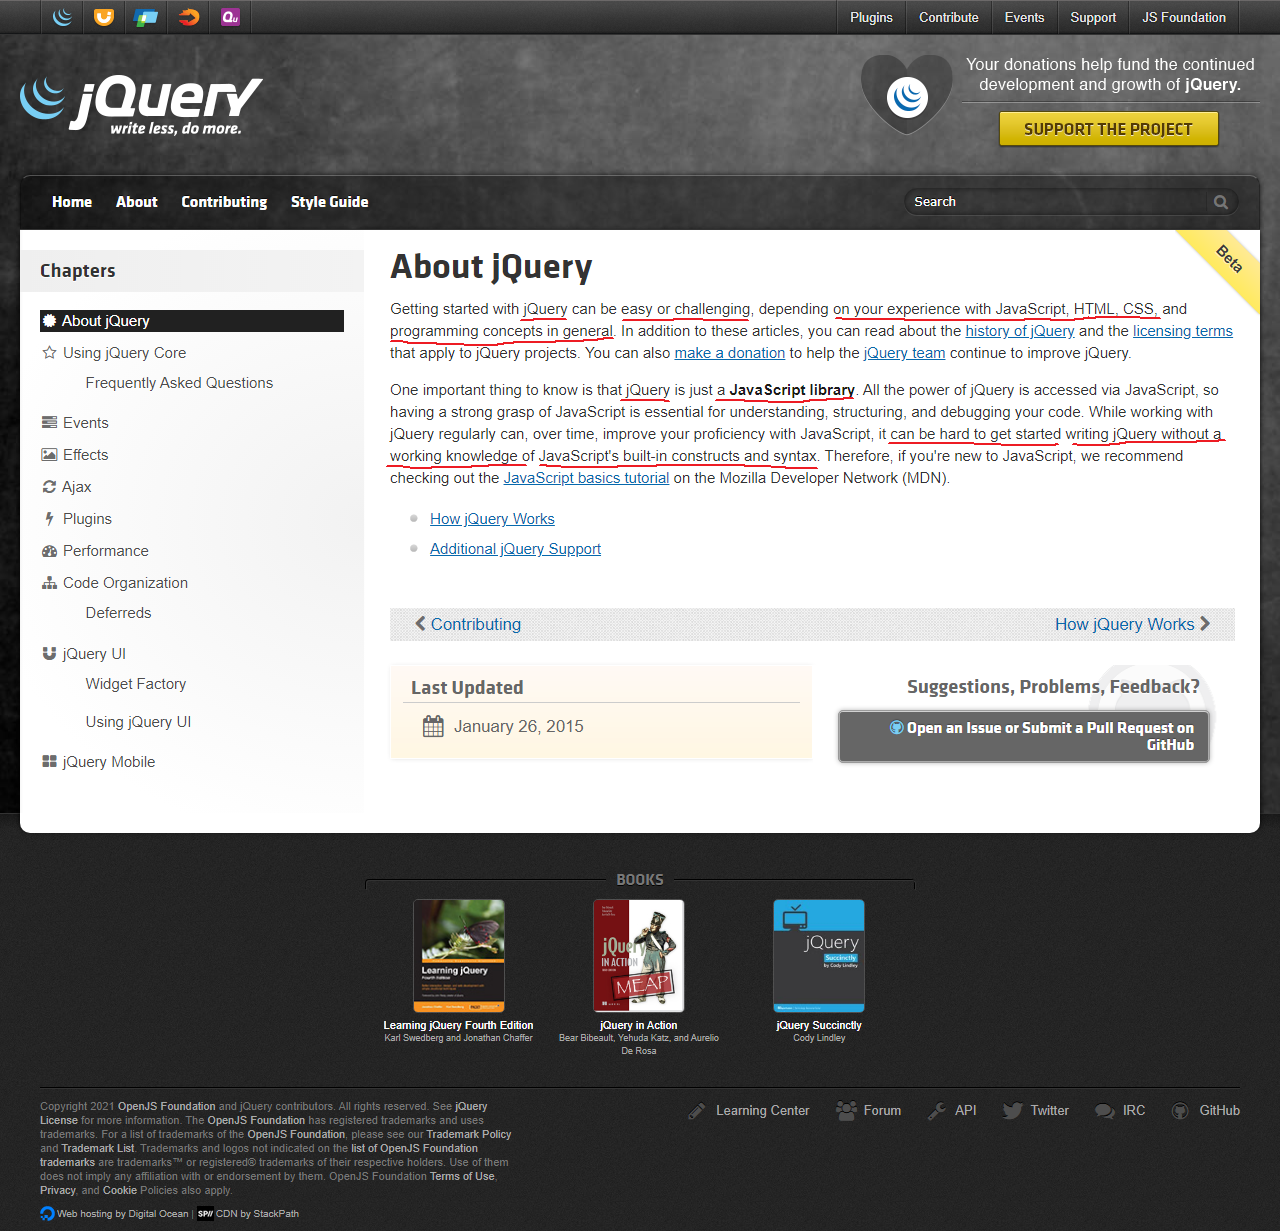 Plugins Contribute Events Support JS Foundation
jQuery
write less, do more.
Your donations help fund the continued
development and growth of jQuery.
SUPPORT THE PROJECT
Home About Contributing Style Guide
Search
Beta
Chapters
About jQuery
Using jQuery Core
Frequently Asked Questions
Events
Effects
Ajax
Plugins
Performance
Code Organization
Deferreds
jQuery UI
Widget Factory
Using jQuery UI
jQuery Mobile
About jQuery
Getting started with jQuery can be easy or challenging, depending on your experience with JavaScript, HTML, CSS, and
programming concepts in general. In addition to these articles, you can read about the history of jQuery and the licensing terms
that apply to jQuery projects. You can also make a donation to help the jQuery team continue to improve jQuery.
One important thing to know is that jQuery is just a JavaScript library. All the power of jQuery is accessed via JavaScript, so
having a strong grasp of JavaScript is essential for understanding, structuring, and debugging your code. While working with
jQuery regularly can, over time, improve your proficiency with JavaScript, it can be hard to get started writing jQuery without a
working knowledge of JavaScript's built-in constructs and syntax. Therefore, if you're new to JavaScript, we recommend
checking out the JavaScript basics tutorial on the Mozilla Developer Network (MDN).
How jQuery Works
Additional jQuery Support
Contributing
How jQuery Works
Last Updated
January 26, 2015
Suggestions, Problems, Feedback?
Open an Issue or Submit a Pull Request on
GitHub
BOOKS
Learning jQuery
Fourth Edition
jQuery
IN ACTION
MEAP
jQuery
Succinctly
by Cody Lindley
Learning jQuery Fourth Edition
Karl Swedberg and Jonathan Chaffer
jQuery in Action
Bear Bibeault, Yehuda Katz, and Aurelio
De Rosa
jQuery Succinctly
Cody Lindley
Copyright 2021 OpenJS Foundation and jQuery contributors. All rights reserved. See jQuery
License for more information. The OpenJS Foundation has registered trademarks and uses
trademarks. For a list of trademarks of the OpenJS Foundation, please see our Trademark Policy
and Trademark List. Trademarks and logos not indicated on the list of OpenJS Foundation
trademarks are trademarks™ or registered® trademarks of their respective holders. Use of them
does not imply any affiliation with or endorsement by them. OpenJS Foundation Terms of Use,
Privacy, and Cookie Policies also apply.
Web hosting by Digital Ocean | SP// CDN by StackPath
Learning Center Forum API Twitter IRC GitHub